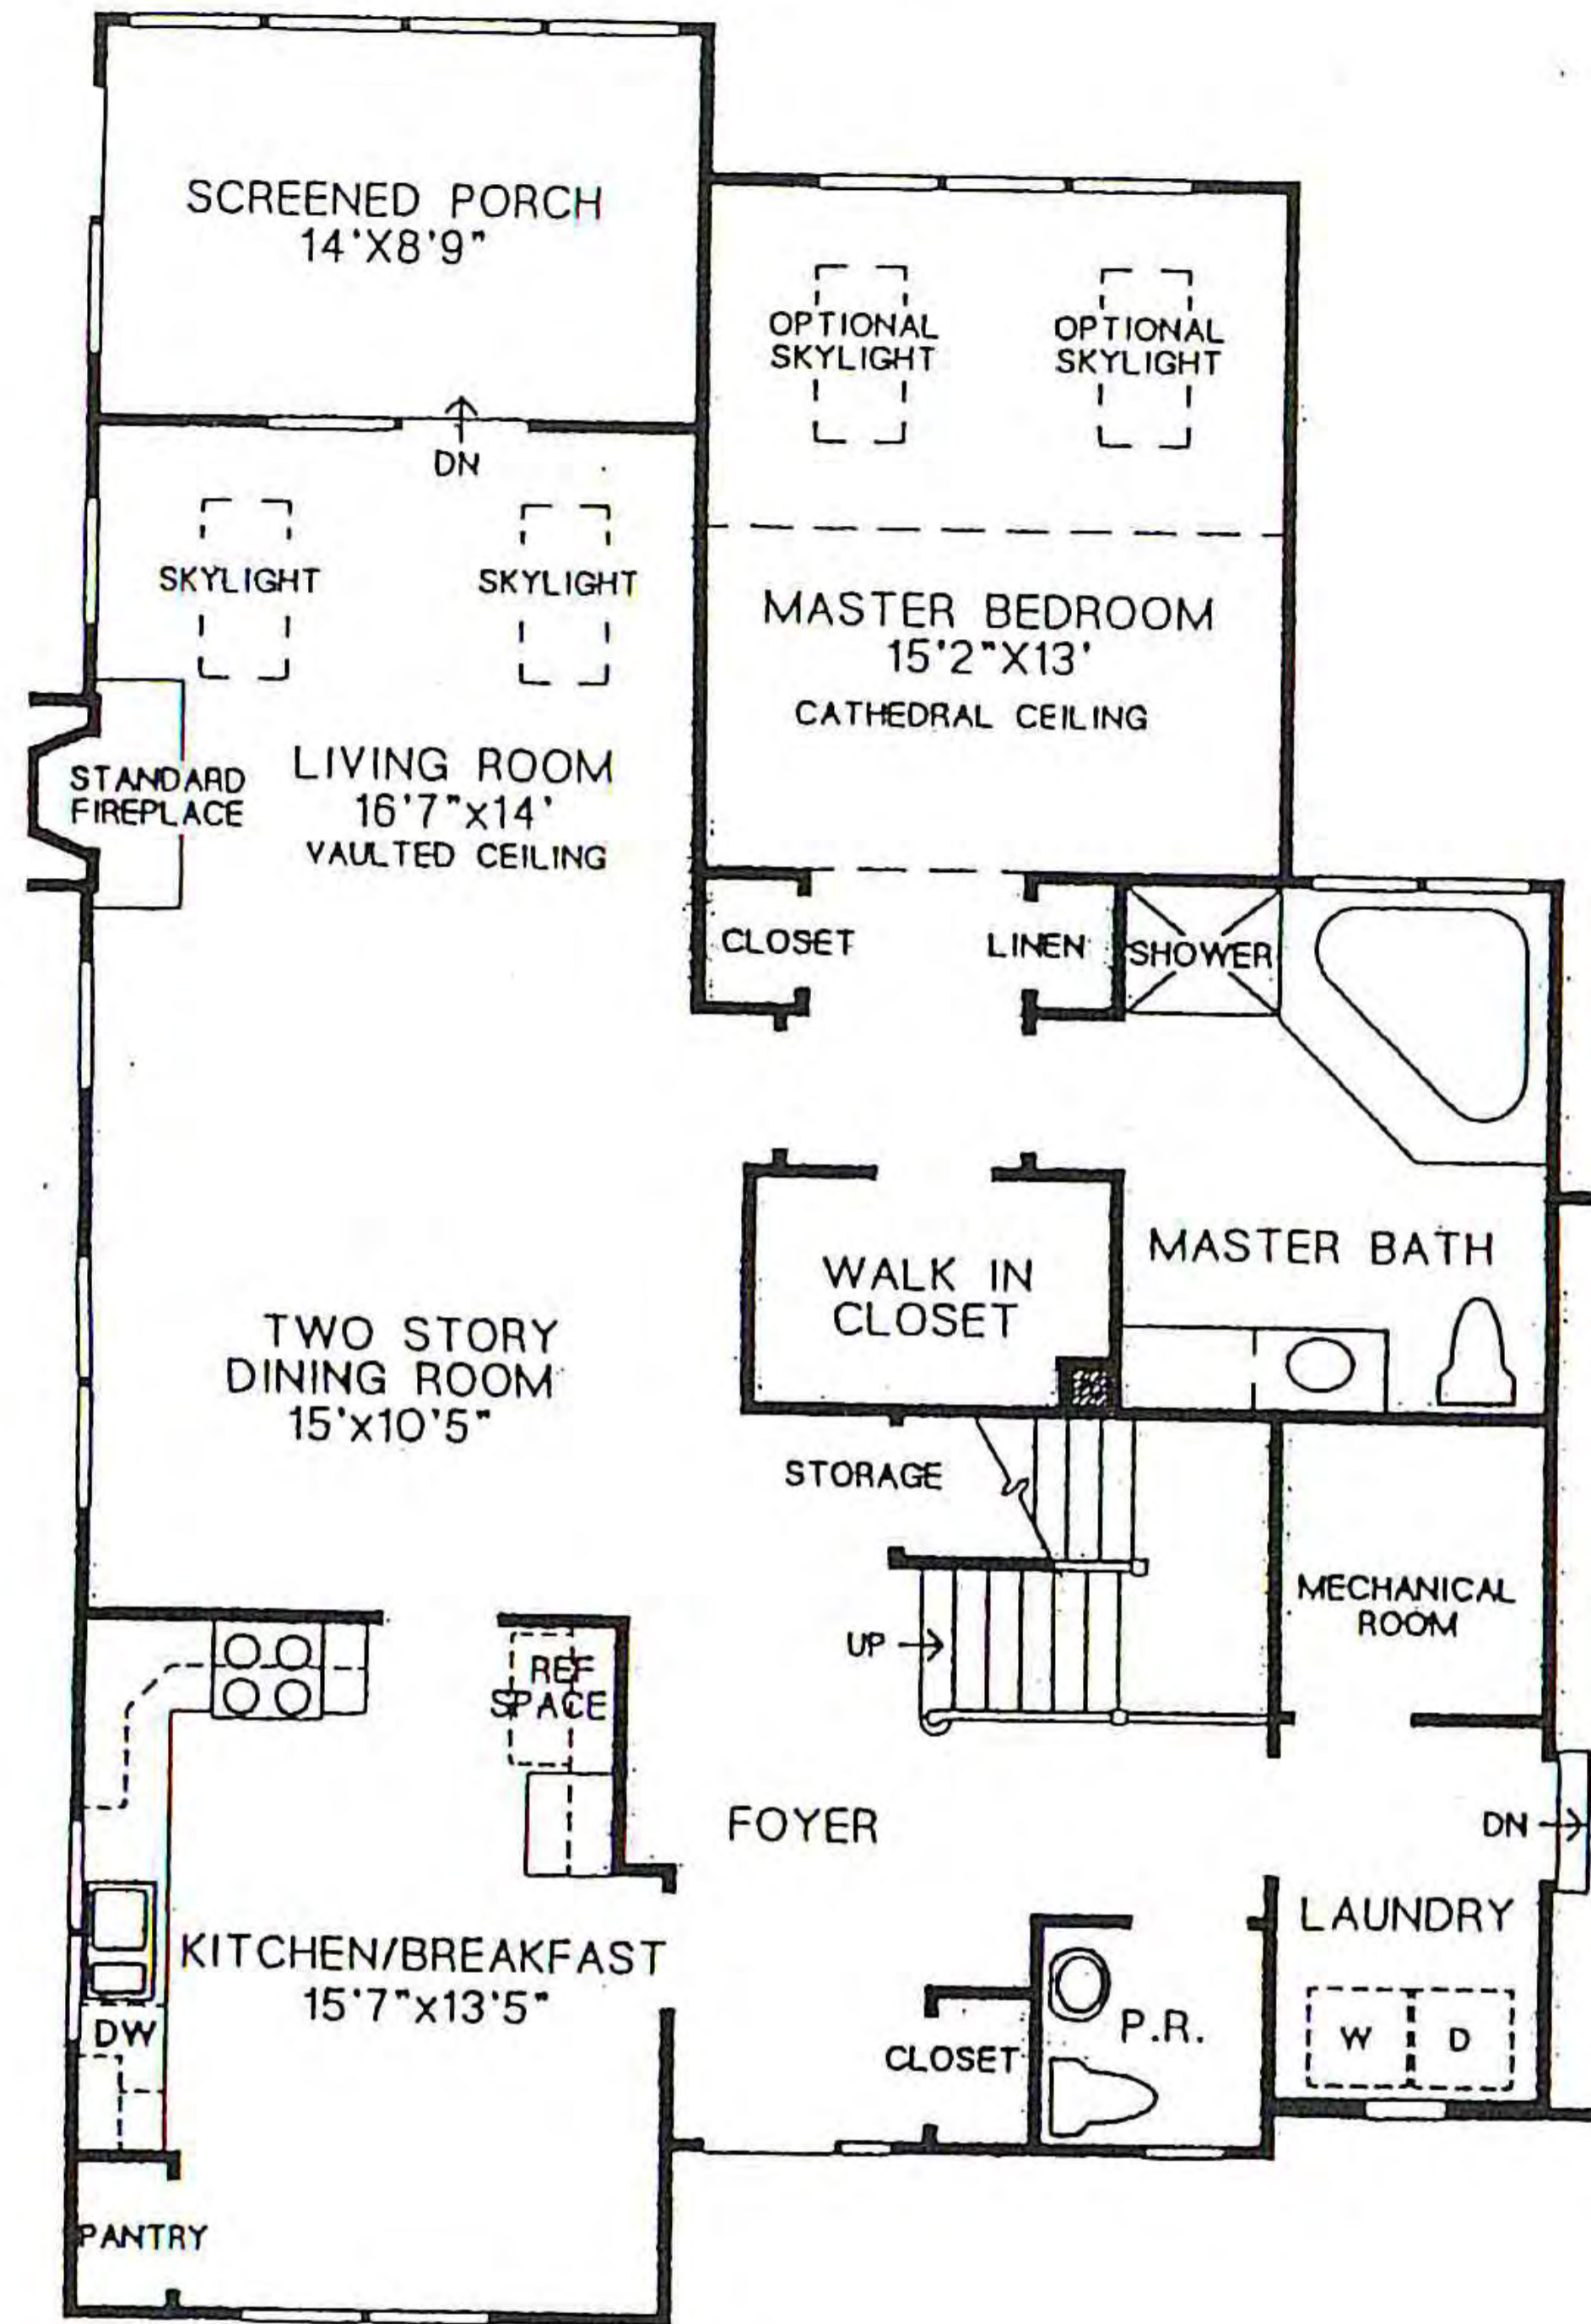 SCREENED PORCH
14'X8'9"
OPTIONAL
SKYLIGHT
OPTIONAL
SKYLIGHT
DN
SKYLIGHT
SKYLIGHT
MASTER BEDROOM
15'2"X13'
CATHEDRAL CEILING
STANDARD
FIREPLACE
LIVING ROOM
16'7"x14'
VAULTED CEILING
CLOSET
LINEN
SHOWER
MASTER BATH
WALK IN
CLOSET
TWO STORY
DINING ROOM
15'x10'5"
STORAGE
MECHANICAL
ROOM
UP
REF
SPACE
FOYER
DN
LAUNDRY
KITCHEN/BREAKFAST
15'7"x13'5"
DW
P.R.
W
D
CLOSET
PANTRY